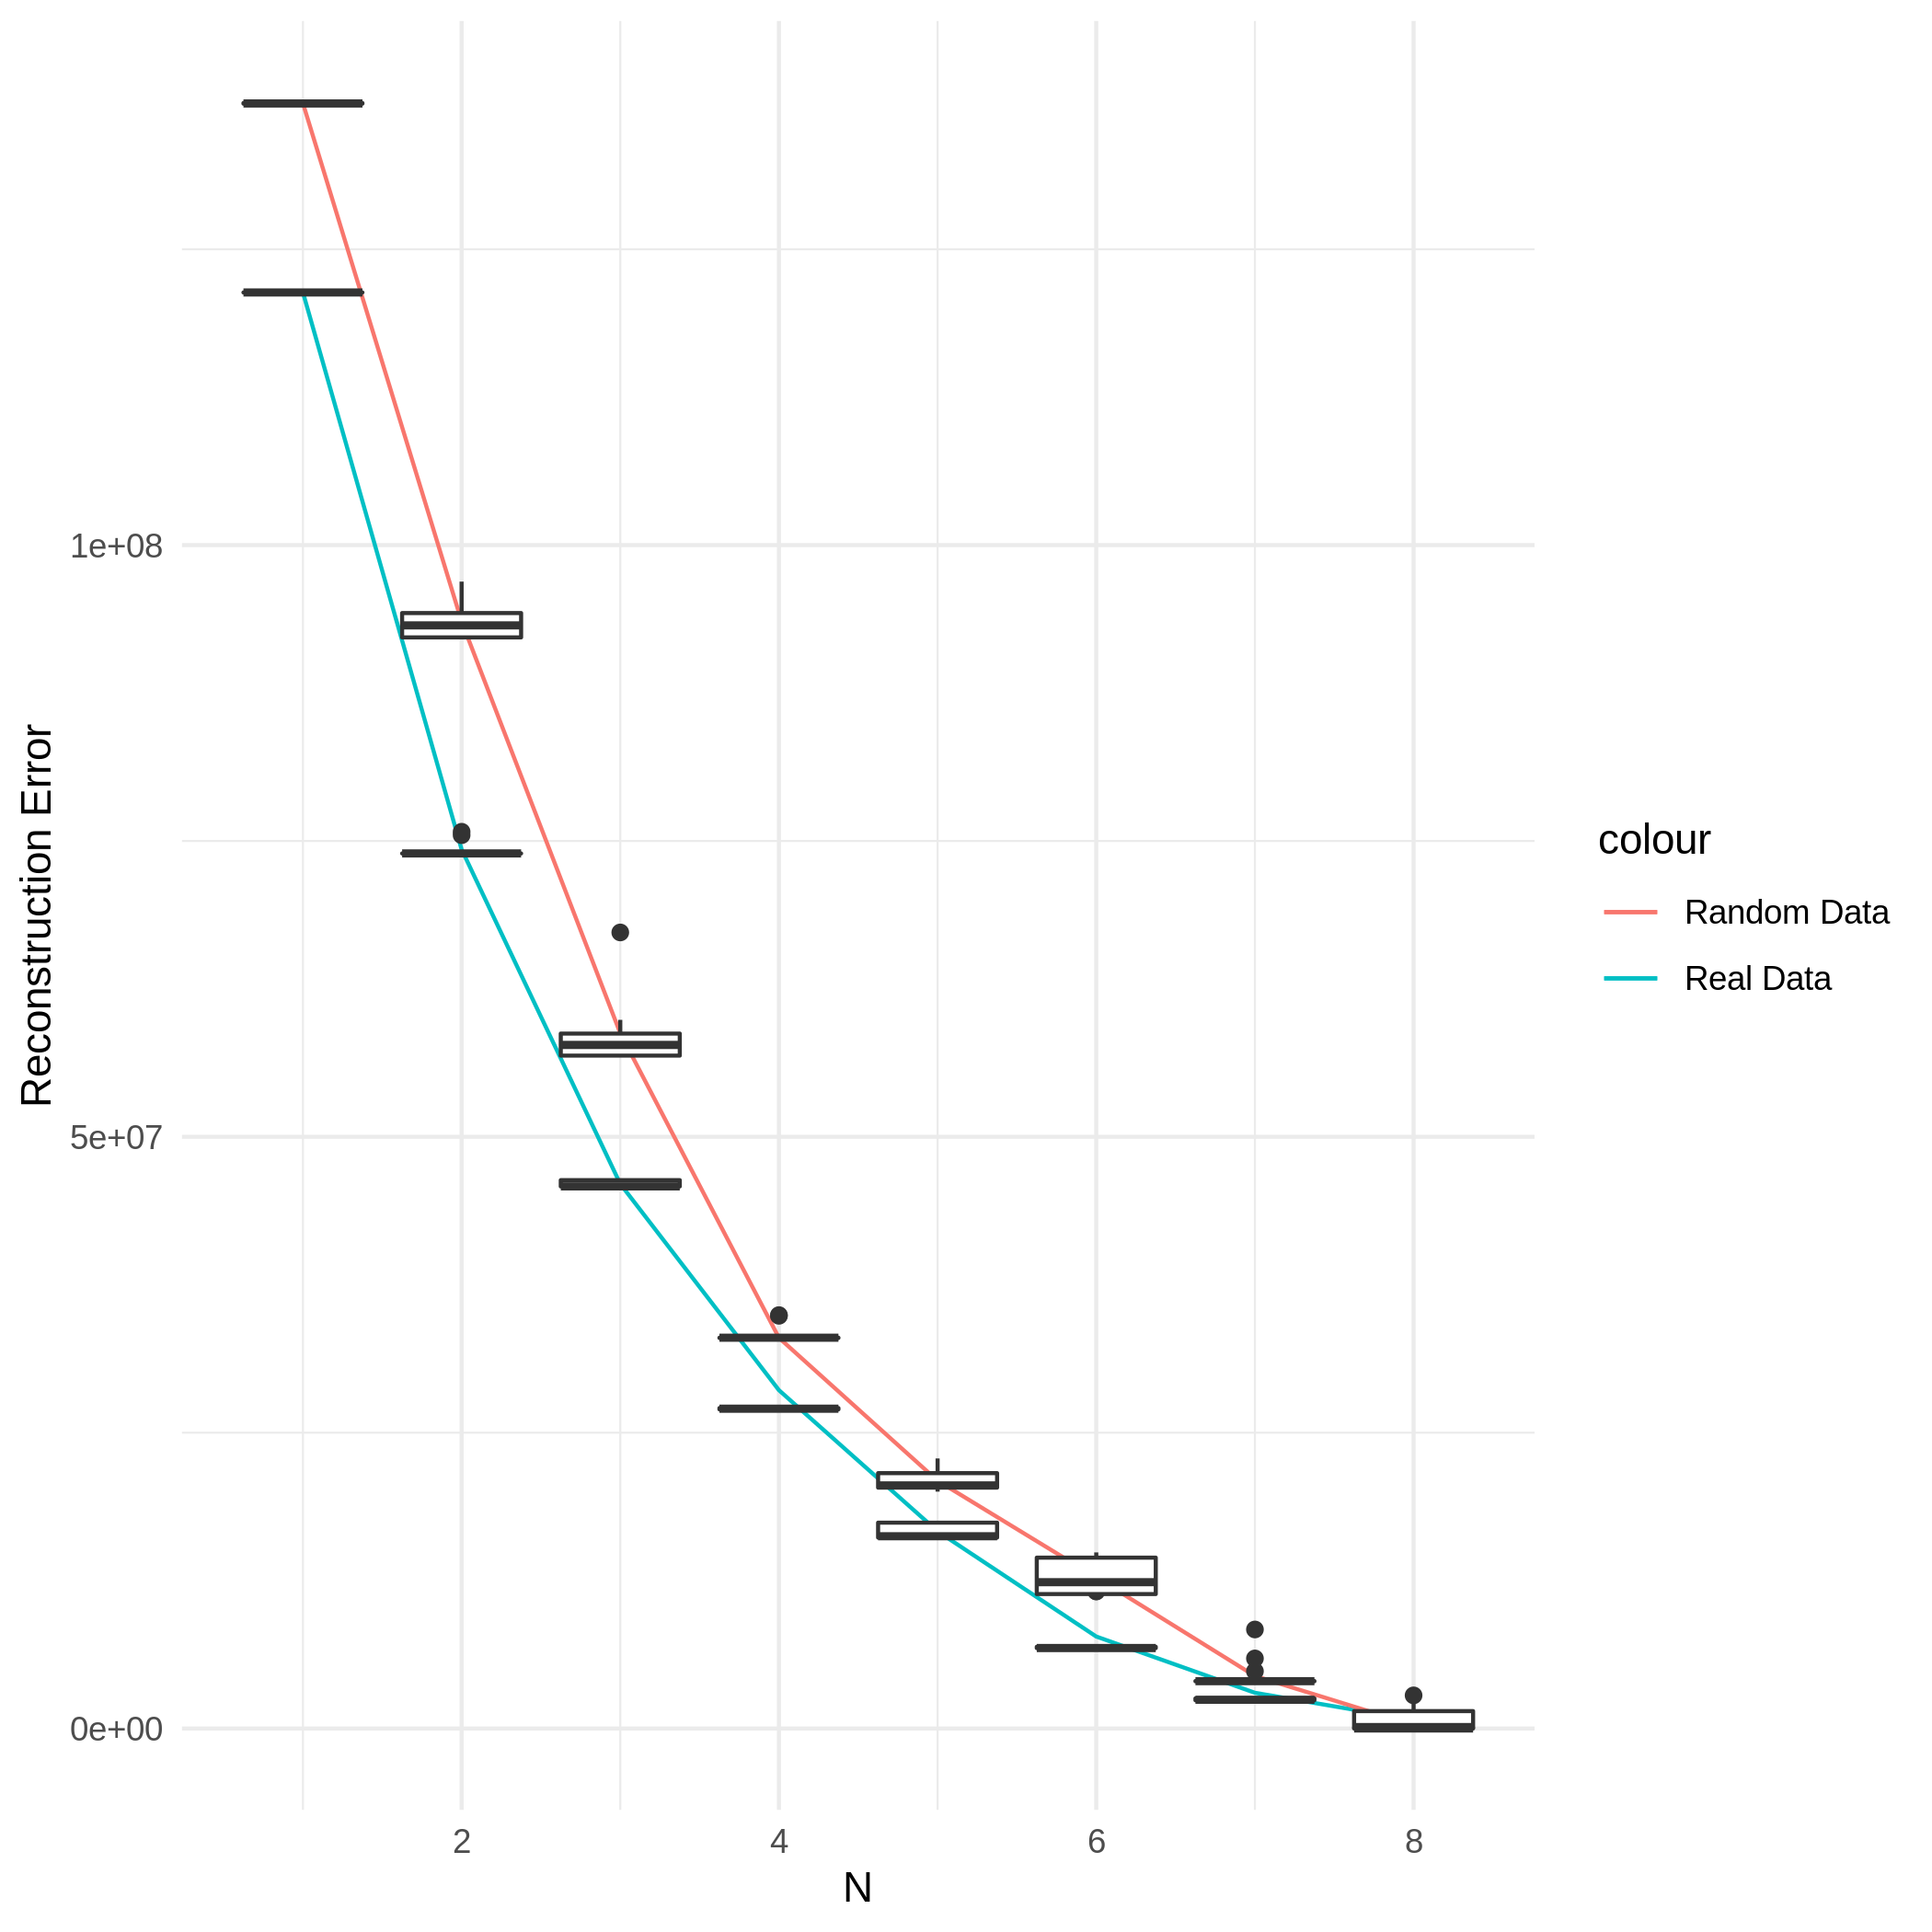 1e+08
5e+07
0e+00
Reconstruction Error
2 4 6 8
N
colour
Random Data
Real Data